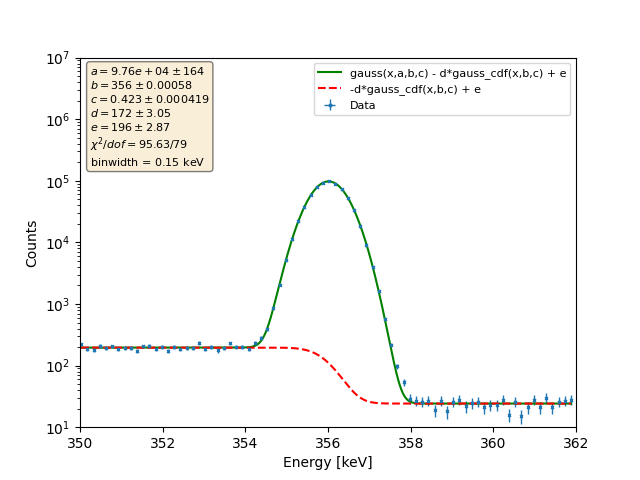 a = 9.76e + 04 ± 164
b = 356 ± 0.00058
c = 0.423 ± 0.000419
d = 172 ± 3.05
e = 196 ± 2.87
χ²/dof = 95.63/79
binwidth = 0.15 keV
gauss(x,a,b,c) - d*gauss_cdf(x,b,c) + e
-d*gauss_cdf(x,b,c) + e
Data
10⁷
10⁶
10⁵
10⁴
10³
10²
10¹
Counts
350 352 354 356 358 360 362
Energy [keV]